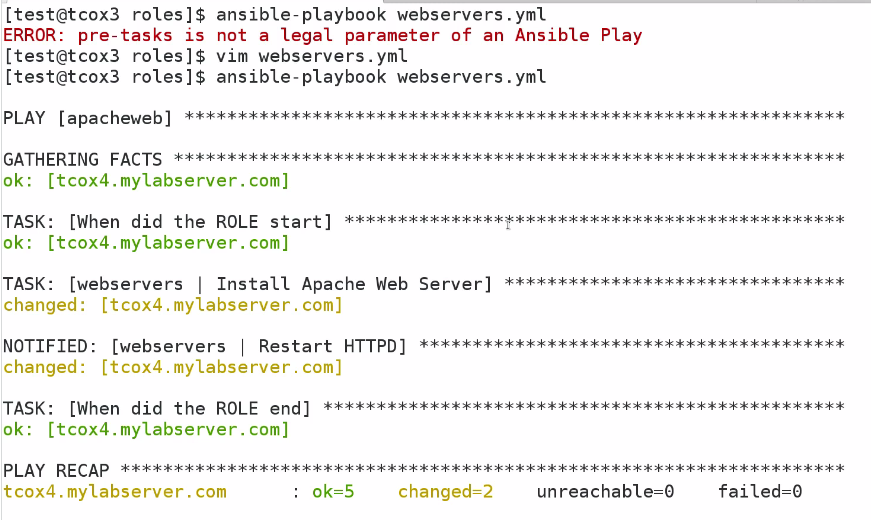 [test@tcox3 roles]$ ansible-playbook webservers.yml
ERROR: pre-tasks is not a legal parameter of an Ansible Play
[test@tcox3 roles]$ vim webservers.yml
[test@tcox3 roles]$ ansible-playbook webservers.yml
PLAY [apacheweb] **************************************************************
GATHERING FACTS ***************************************************************
ok: [tcox4.mylabserver.com]
TASK: [When did the ROLE start] ***********************************************
ok: [tcox4.mylabserver.com]
TASK: [webservers | Install Apache Web Server] ********************************
changed: [tcox4.mylabserver.com]
NOTIFIED: [webservers | Restart HTTPD] ****************************************
changed: [tcox4.mylabserver.com]
TASK: [When did the ROLE end] *************************************************
ok: [tcox4.mylabserver.com]
PLAY RECAP ********************************************************************
tcox4.mylabserver.com      : ok=5    changed=2    unreachable=0    failed=0